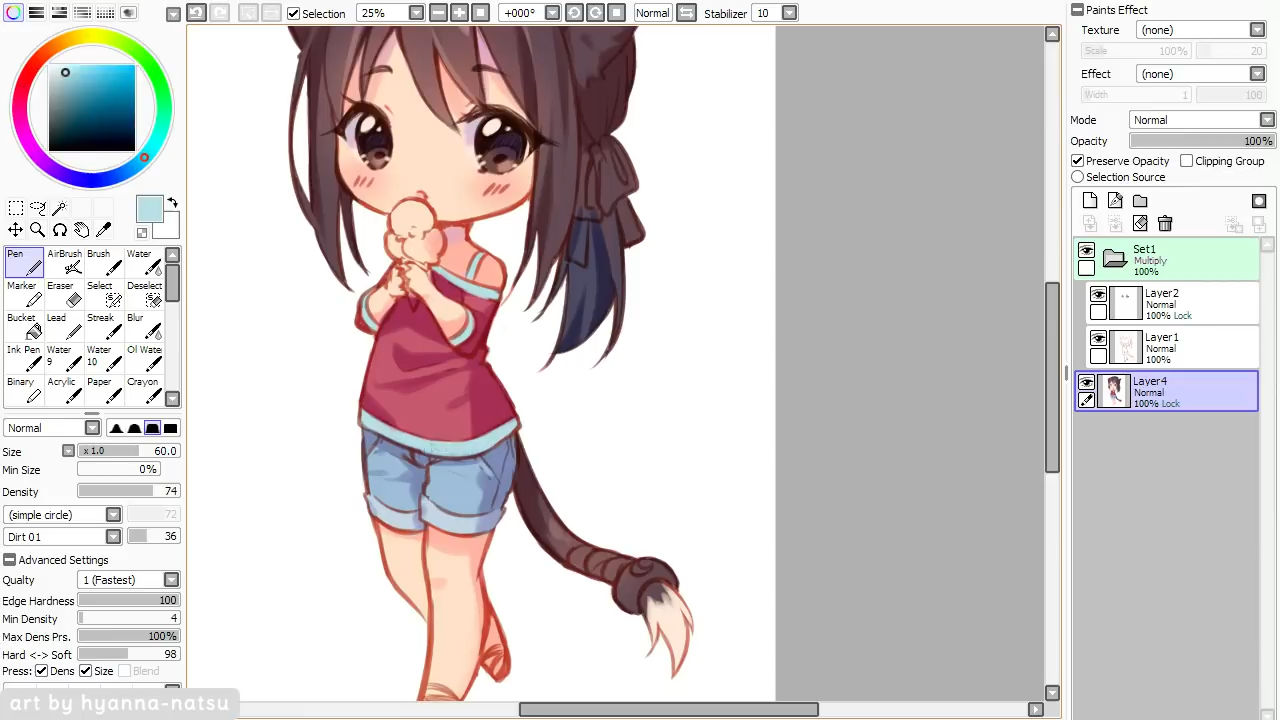 Selection 25% +000° Normal Stabilizer 10
Pen AirBrush Brush Water
Marker Eraser Select Deselect
Bucket Lead Streak Blur
Ink Pen Water 9 Water 10 Ol Water
Binary Acrylic Paper Crayon
Normal
Size x 1.0 60.0
Min Size 0%
Density 74
(simple circle) 72
Dirt 01 36
Advanced Settings
Qualty 1 (Fastest)
Edge Hardness 100
Min Density 4
Max Dens Prs. 100%
Hard <-> Soft 98
Press: Dens Size Blend
art by hyanna-natsu
Paints Effect
Texture (none)
Scale 100% 20
Effect (none)
Width 1 100
Mode Normal
Opacity 100%
Preserve Opacity Clipping Group
Selection Source
Set1
Multiply
100%
Layer2
Normal
100% Lock
Layer1
Normal
100%
Layer4
Normal
100% Lock